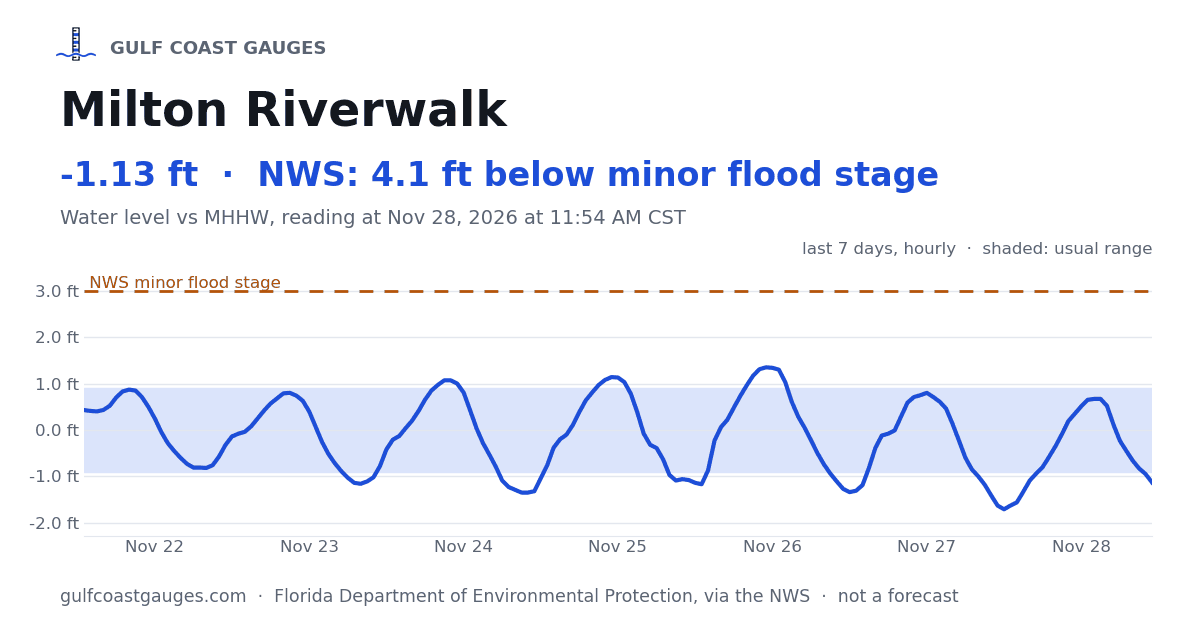 GULF COAST GAUGES
Milton Riverwalk
-1.13 ft · NWS: 4.1 ft below minor flood stage
Water level vs MHHW, reading at Nov 28, 2026 at 11:54 AM CST
last 7 days, hourly · shaded: usual range
NWS minor flood stage
3.0 ft
2.0 ft
1.0 ft
0.0 ft
-1.0 ft
-2.0 ft
Nov 22 Nov 23 Nov 24 Nov 25 Nov 26 Nov 27 Nov 28
gulfcoastgauges.com · Florida Department of Environmental Protection, via the NWS · not a forecast